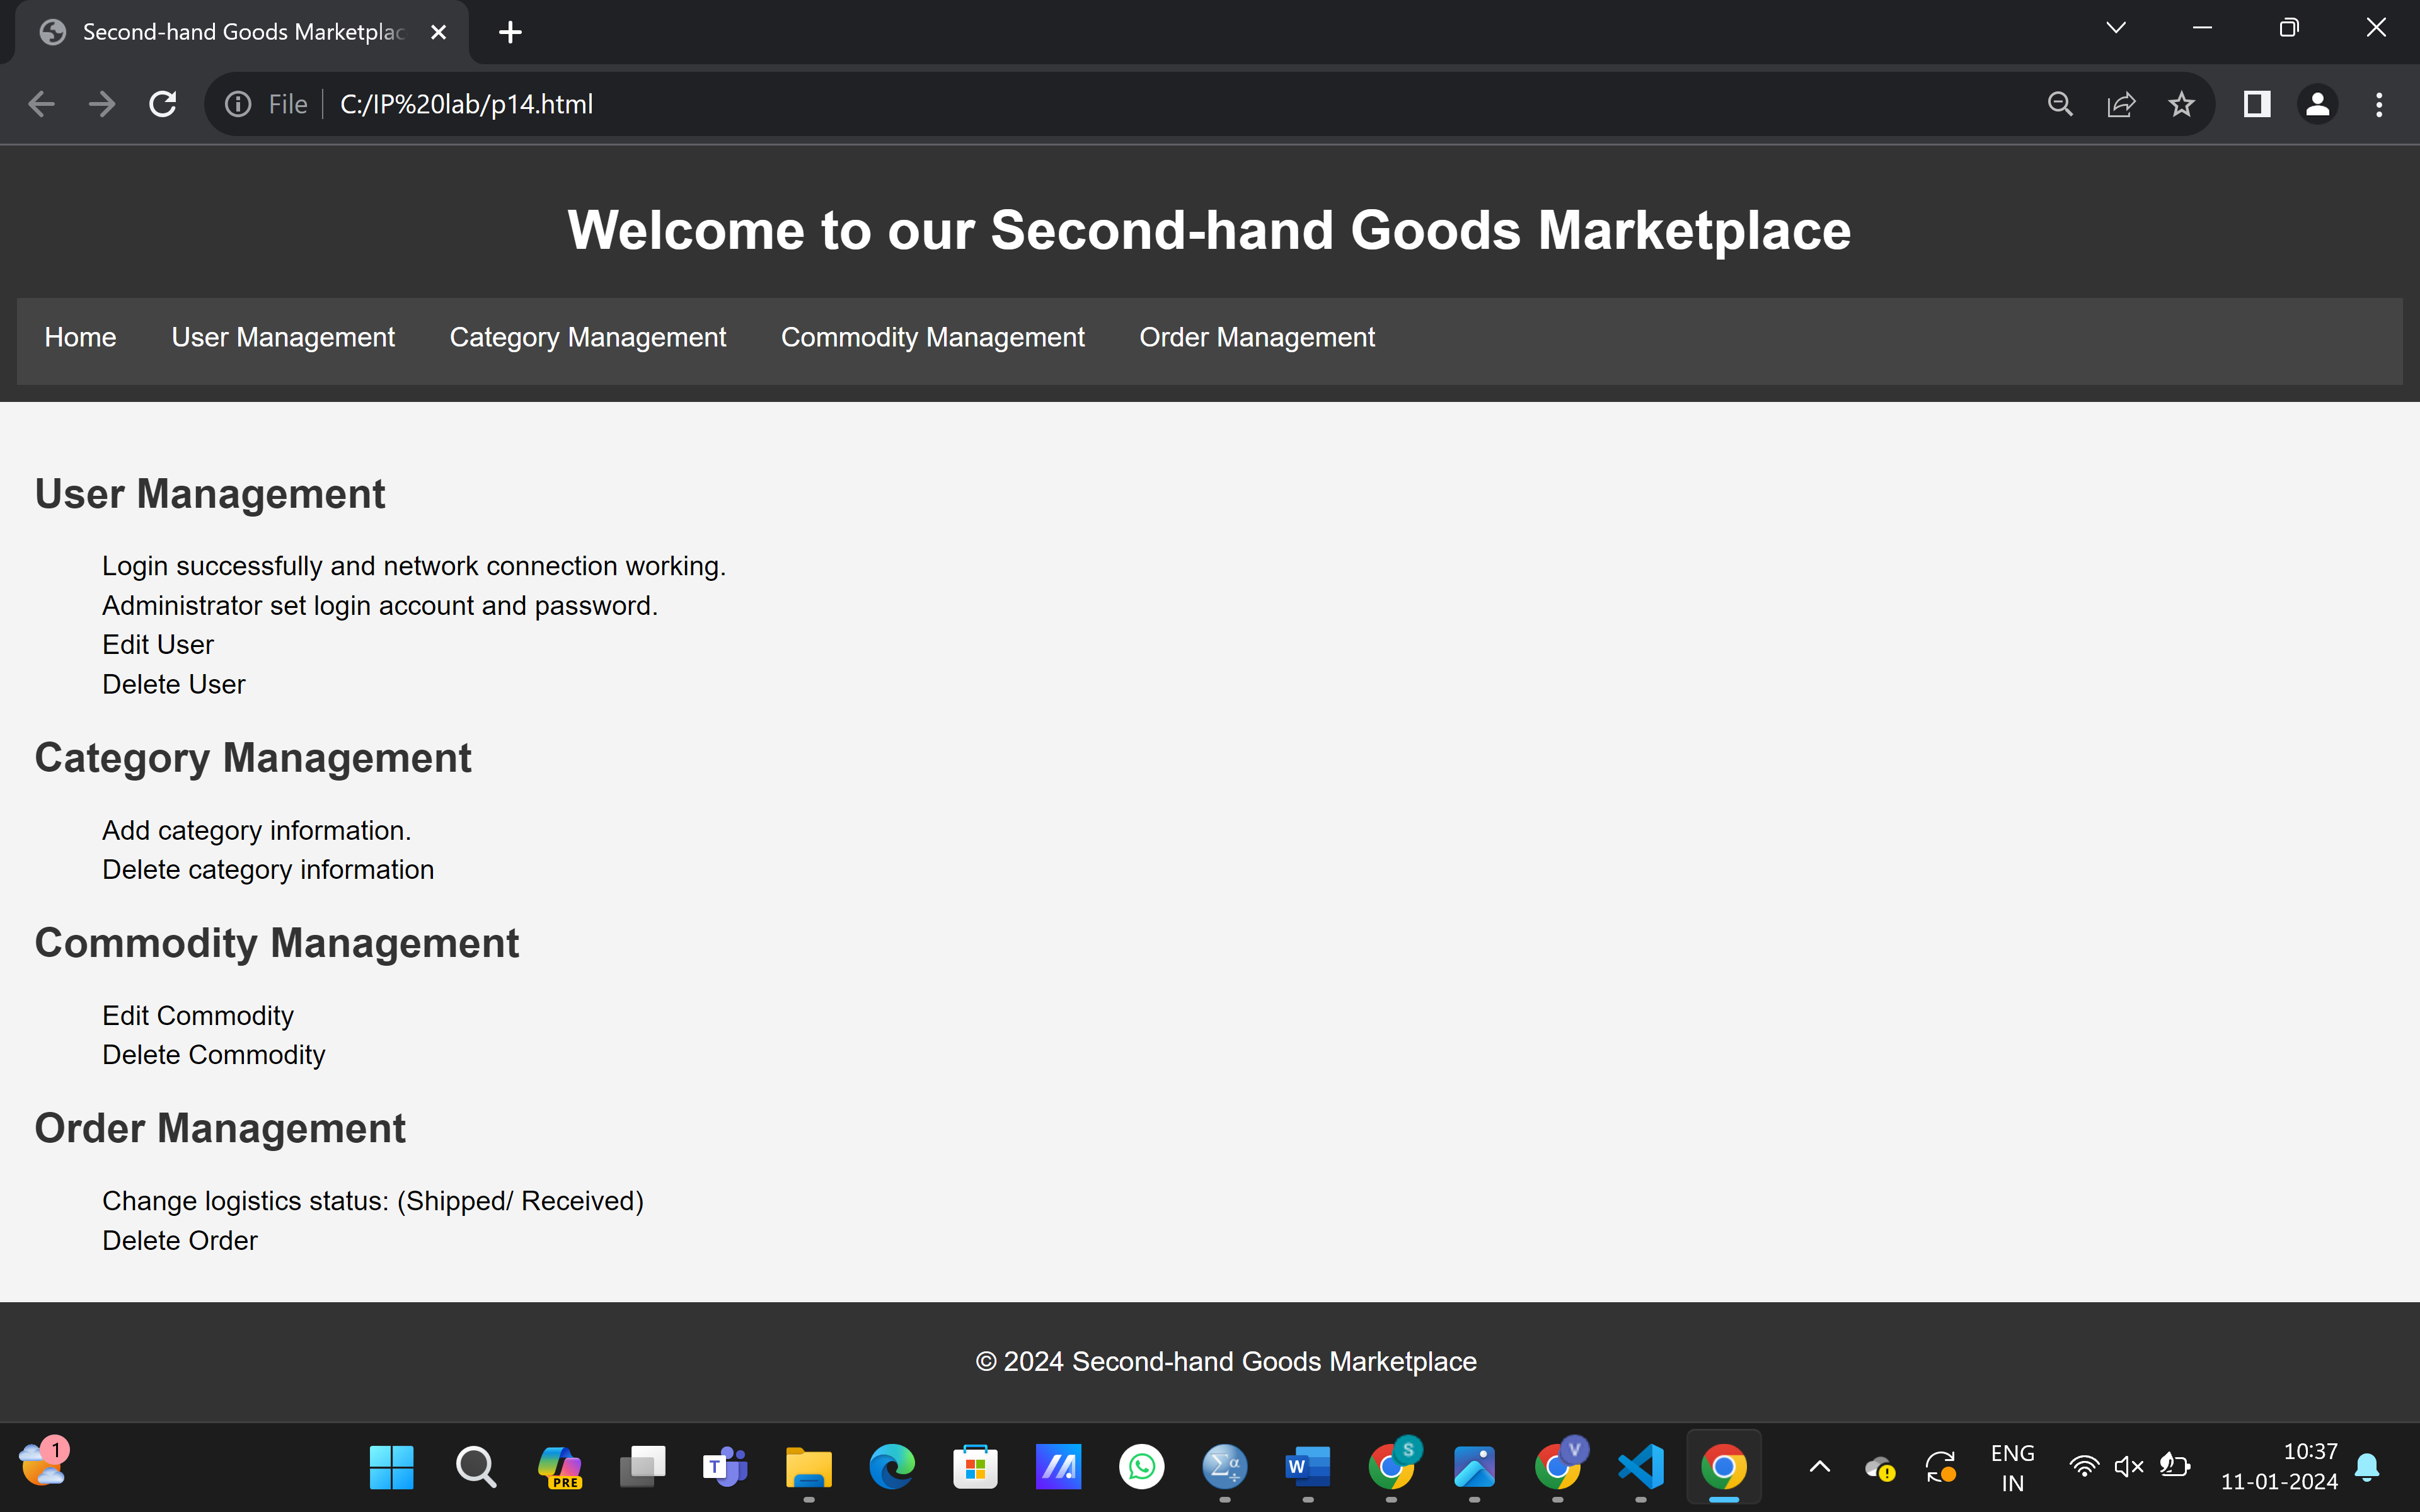 Second-hand Goods Marketplac
File
C:/IP%20lab/p14.html
Welcome to our Second-hand Goods Marketplace
Home User Management Category Management Commodity Management Order Management
User Management
Login successfully and network connection working.
Administrator set login account and password.
Edit User
Delete User
Category Management
Add category information.
Delete category information
Commodity Management
Edit Commodity
Delete Commodity
Order Management
Change logistics status: (Shipped/ Received)
Delete Order
© 2024 Second-hand Goods Marketplace
1
PRE
T
Σα÷
W
S
V
ENG
IN
10:37
11-01-2024